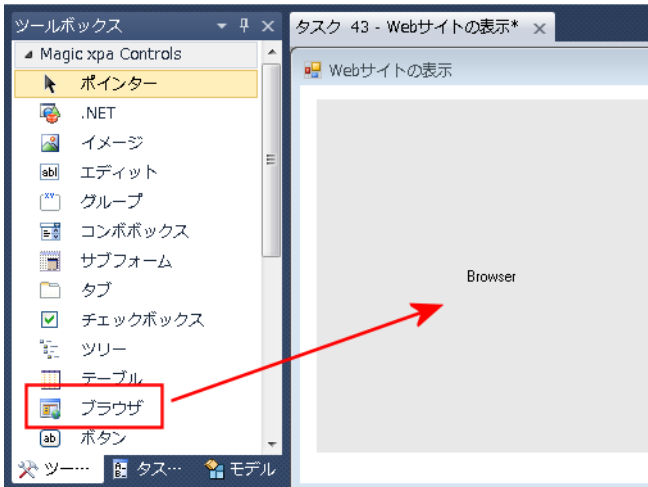 ツールボックス
Magic xpa Controls
ポインター
.NET
イメージ
エディット
グループ
コンボボックス
サブフォーム
タブ
チェックボックス
ツリー
テーブル
ブラウザ
ボタン
ツー…
タス…
モデル
タスク 43 - Webサイトの表示*
Webサイトの表示
Browser